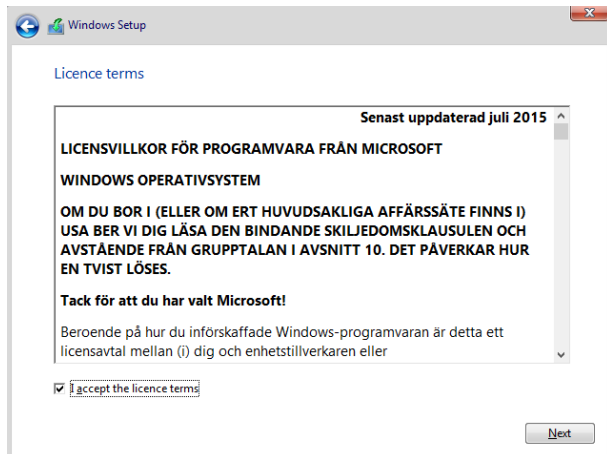 Windows Setup
Licence terms
Senast uppdaterad juli 2015
LICENSVILLKOR FÖR PROGRAMVARA FRÅN MICROSOFT
WINDOWS OPERATIVSYSTEM
OM DU BOR I (ELLER OM ERT HUVUDSAKLIGA AFFÄRSSÄTE FINNS I)
USA BER VI DIG LÄSA DEN BINDANDE SKILJEDOMSKLAUSULEN OCH
AVSTÅENDE FRÅN GRUPPTALAN I AVSNITT 10. DET PÅVERKAR HUR
EN TVIST LÖSES.
Tack för att du har valt Microsoft!
Beroende på hur du införskaffade Windows-programvaran är detta ett
licensavtal mellan (i) dig och enhetstillverkaren eller
I accept the licence terms
Next